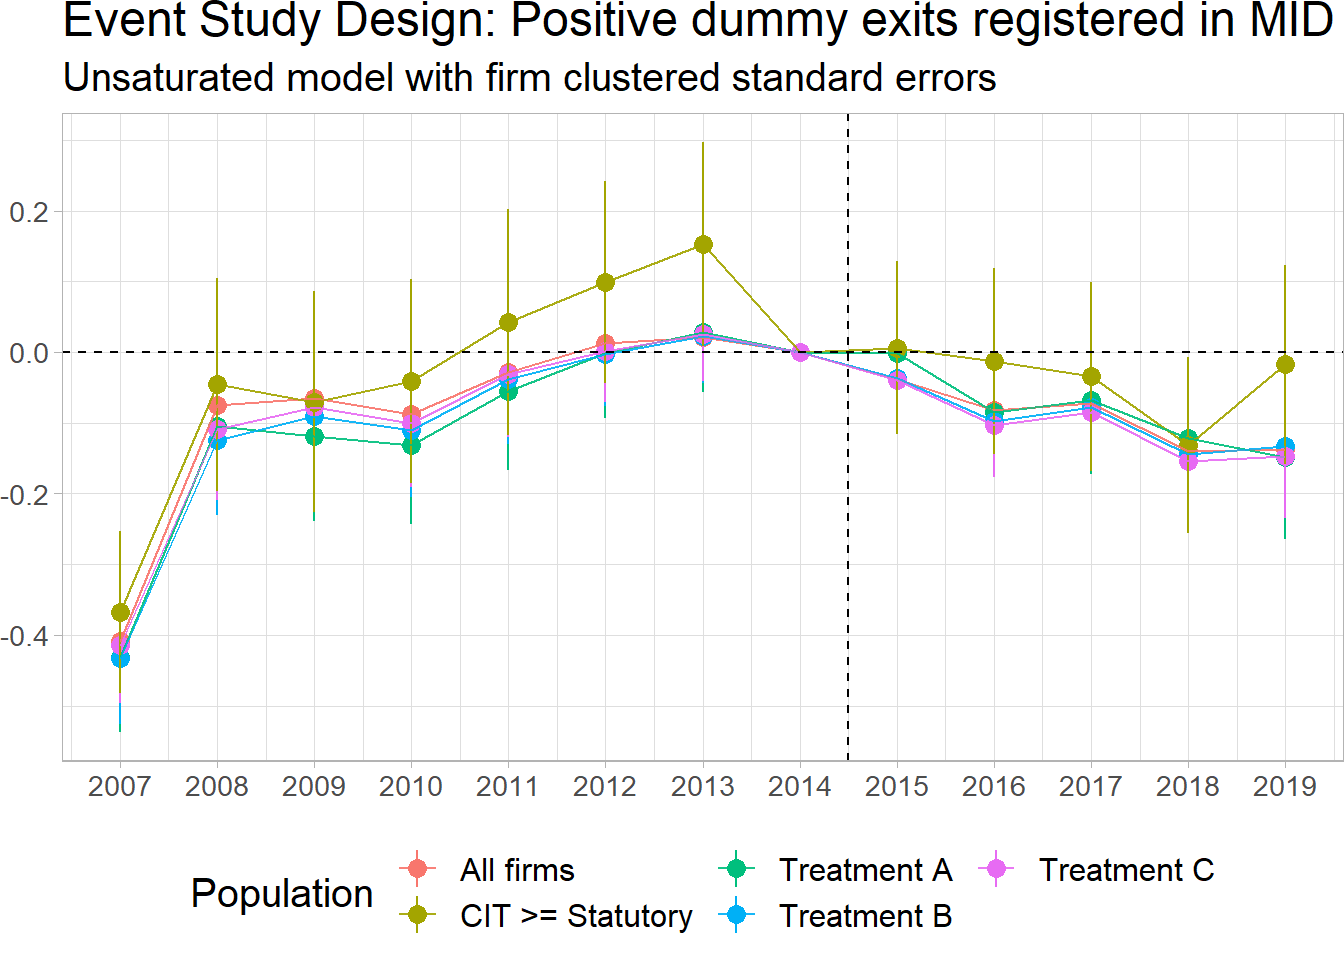 Event Study Design: Positive dummy exits registered in MID
Unsaturated model with firm clustered standard errors
0.2
0.0
-0.2
-0.4
2007 2008 2009 2010 2011 2012 2013 2014 2015 2016 2017 2018 2019
Population
All firms Treatment A Treatment C
CIT >= Statutory Treatment B